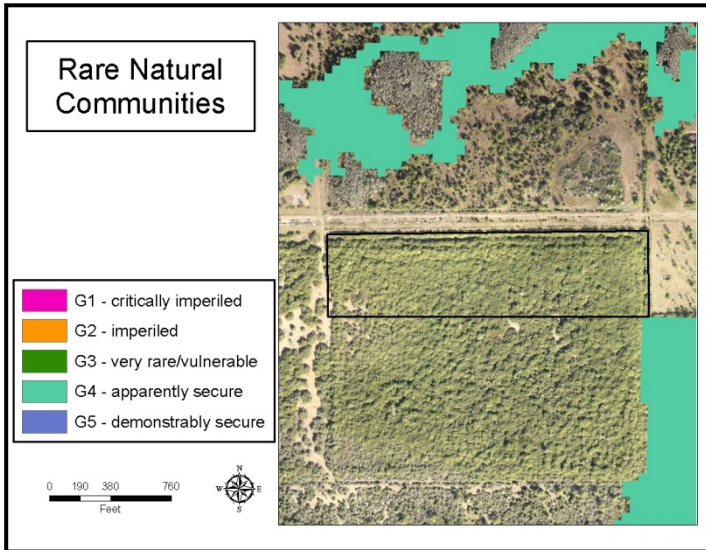 Rare Natural
Communities
G1 - critically imperiled
G2 - imperiled
G3 - very rare/vulnerable
G4 - apparently secure
G5 - demonstrably secure
0 190 380 760
Feet
N
W E
S